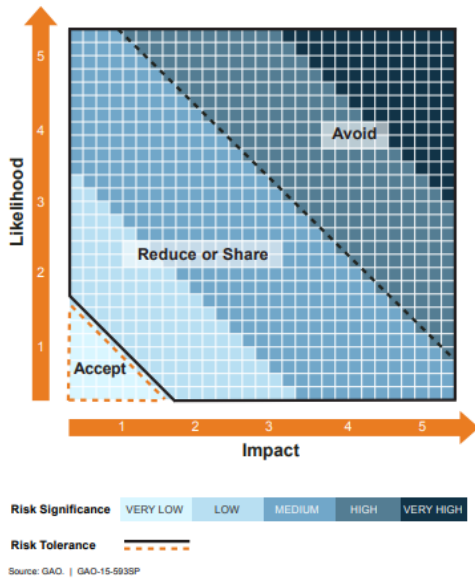 5
4
3
2
1
Likelihood
Avoid
Reduce or Share
Accept
1 2 3 4 5
Impact
Risk Significance VERY LOW LOW MEDIUM HIGH VERY HIGH
Risk Tolerance
Source: GAO. | GAO-15-593SP